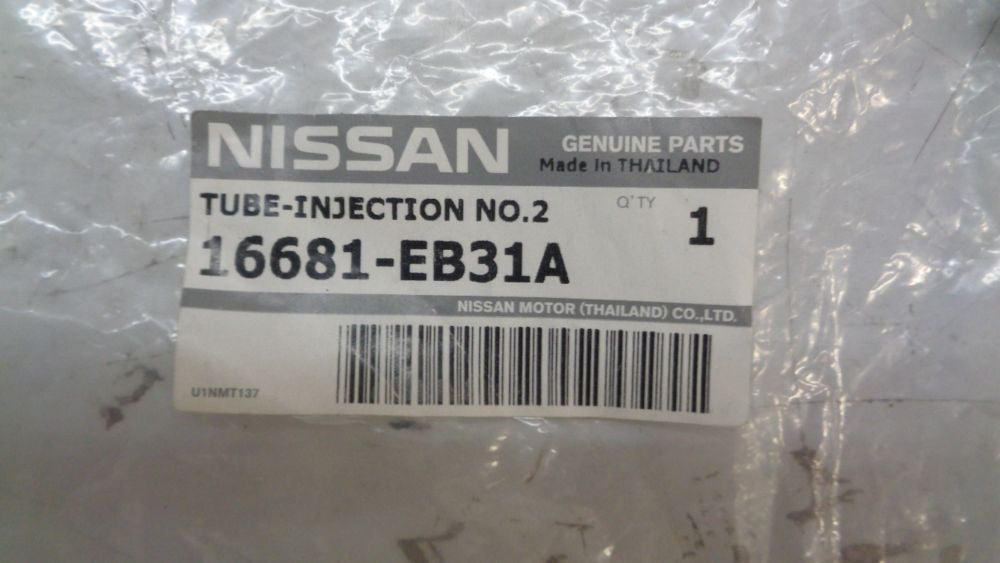 NISSAN
GENUINE PARTS
Made in THAILAND
TUBE-INJECTION NO.2
Q'TY
1
16681-EB31A
NISSAN MOTOR (THAILAND) CO.,LTD.
U1NMT137